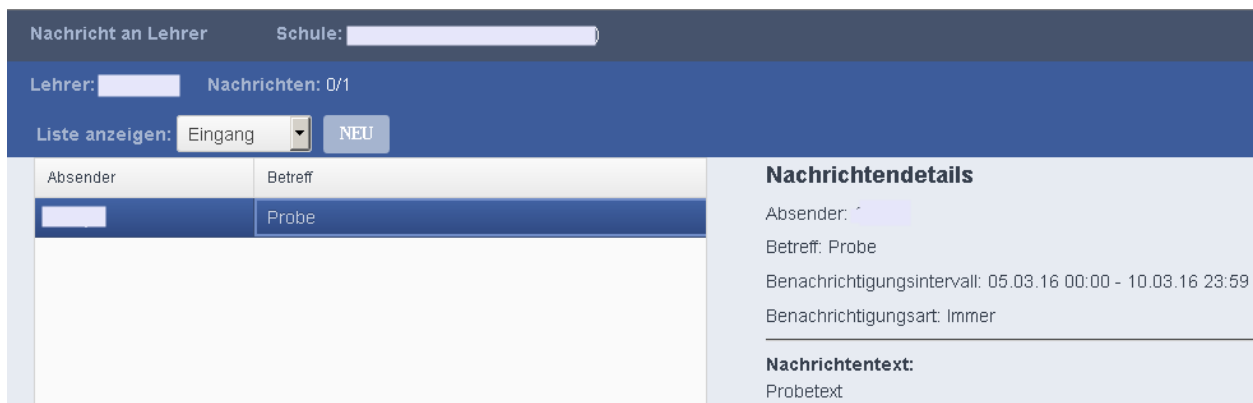 Nachricht an Lehrer Schule:
Lehrer: Nachrichten: 0/1
Liste anzeigen: Eingang NEU
Absender Betreff
Probe
Nachrichtendetails
Absender:
Betreff: Probe
Benachrichtigungsintervall: 05.03.16 00:00 - 10.03.16 23:59
Benachrichtigungsart: Immer
Nachrichtentext:
Probetext